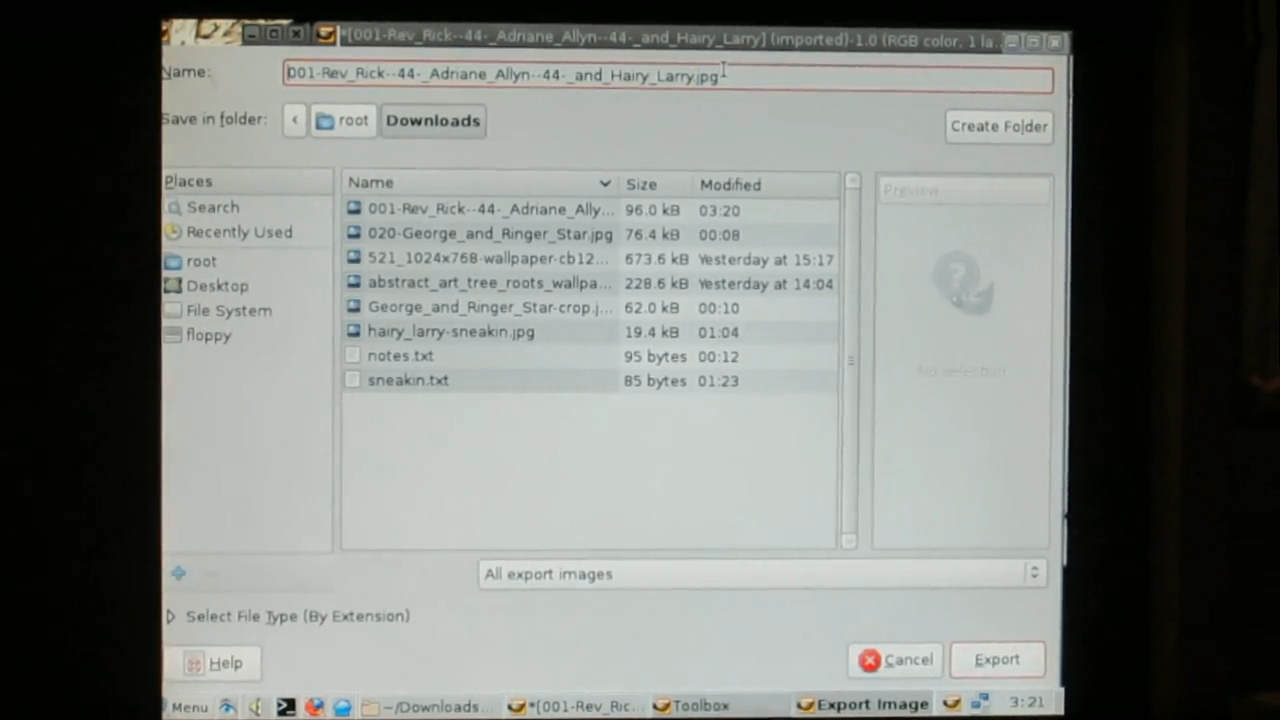 *[001-Rev_Rick--44-_Adriane_Allyn--44-_and_Hairy_Larry] (imported)-1.0 (RGB color, 1 la...
Name: 001-Rev_Rick--44-_Adriane_Allyn--44-_and_Hairy_Larry.jpg
Save in folder: root Downloads Create Folder
Places Name Size Modified Preview
Search 001-Rev_Rick--44-_Adriane_Ally... 96.0 kB 03:20
Recently Used 020-George_and_Ringer_Star.jpg 76.4 kB 00:08
root 521_1024x768-wallpaper-cb12... 673.6 kB Yesterday at 15:17
Desktop abstract_art_tree_roots_wallpa... 228.6 kB Yesterday at 14:04
File System George_and_Ringer_Star-crop.j... 62.0 kB 00:10
floppy hairy_larry-sneakin.jpg 19.4 kB 01:04
notes.txt 95 bytes 00:12
sneakin.txt 85 bytes 01:23
No selection
All export images
Select File Type (By Extension)
Help Cancel Export
Menu ~/Downloads... *[001-Rev_Ric... Toolbox Export Image 3:21